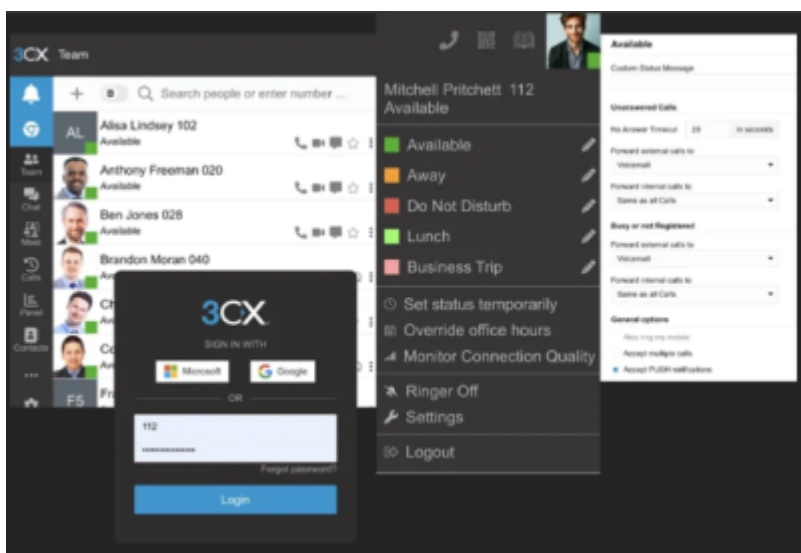 3CX Team
Search people or enter number ...
AL
Alisa Lindsey 102
Available
Anthony Freeman 020
Available
Ben Jones 028
Available
Brandon Moran 040
F5
Team
Chat
Meet
Calls
Panel
Contacts
3CX
SIGN IN WITH
Microsoft
Google
OR
112
Forgot password?
Login
Mitchell Pritchett 112
Available
Available
Away
Do Not Disturb
Lunch
Business Trip
Set status temporarily
Override office hours
Monitor Connection Quality
Ringer Off
Settings
Logout
Available
Custom Status Message
Unanswered Calls
No Answer Timeout
in seconds
Forward external calls to
Voicemail
Forward internal calls to
Same as all Calls
Busy or not Registered
Forward external calls to
Voicemail
Forward internal calls to
Same as all Calls
General options
Also ring my mobile
Accept multiple calls
Accept PUSH notifications